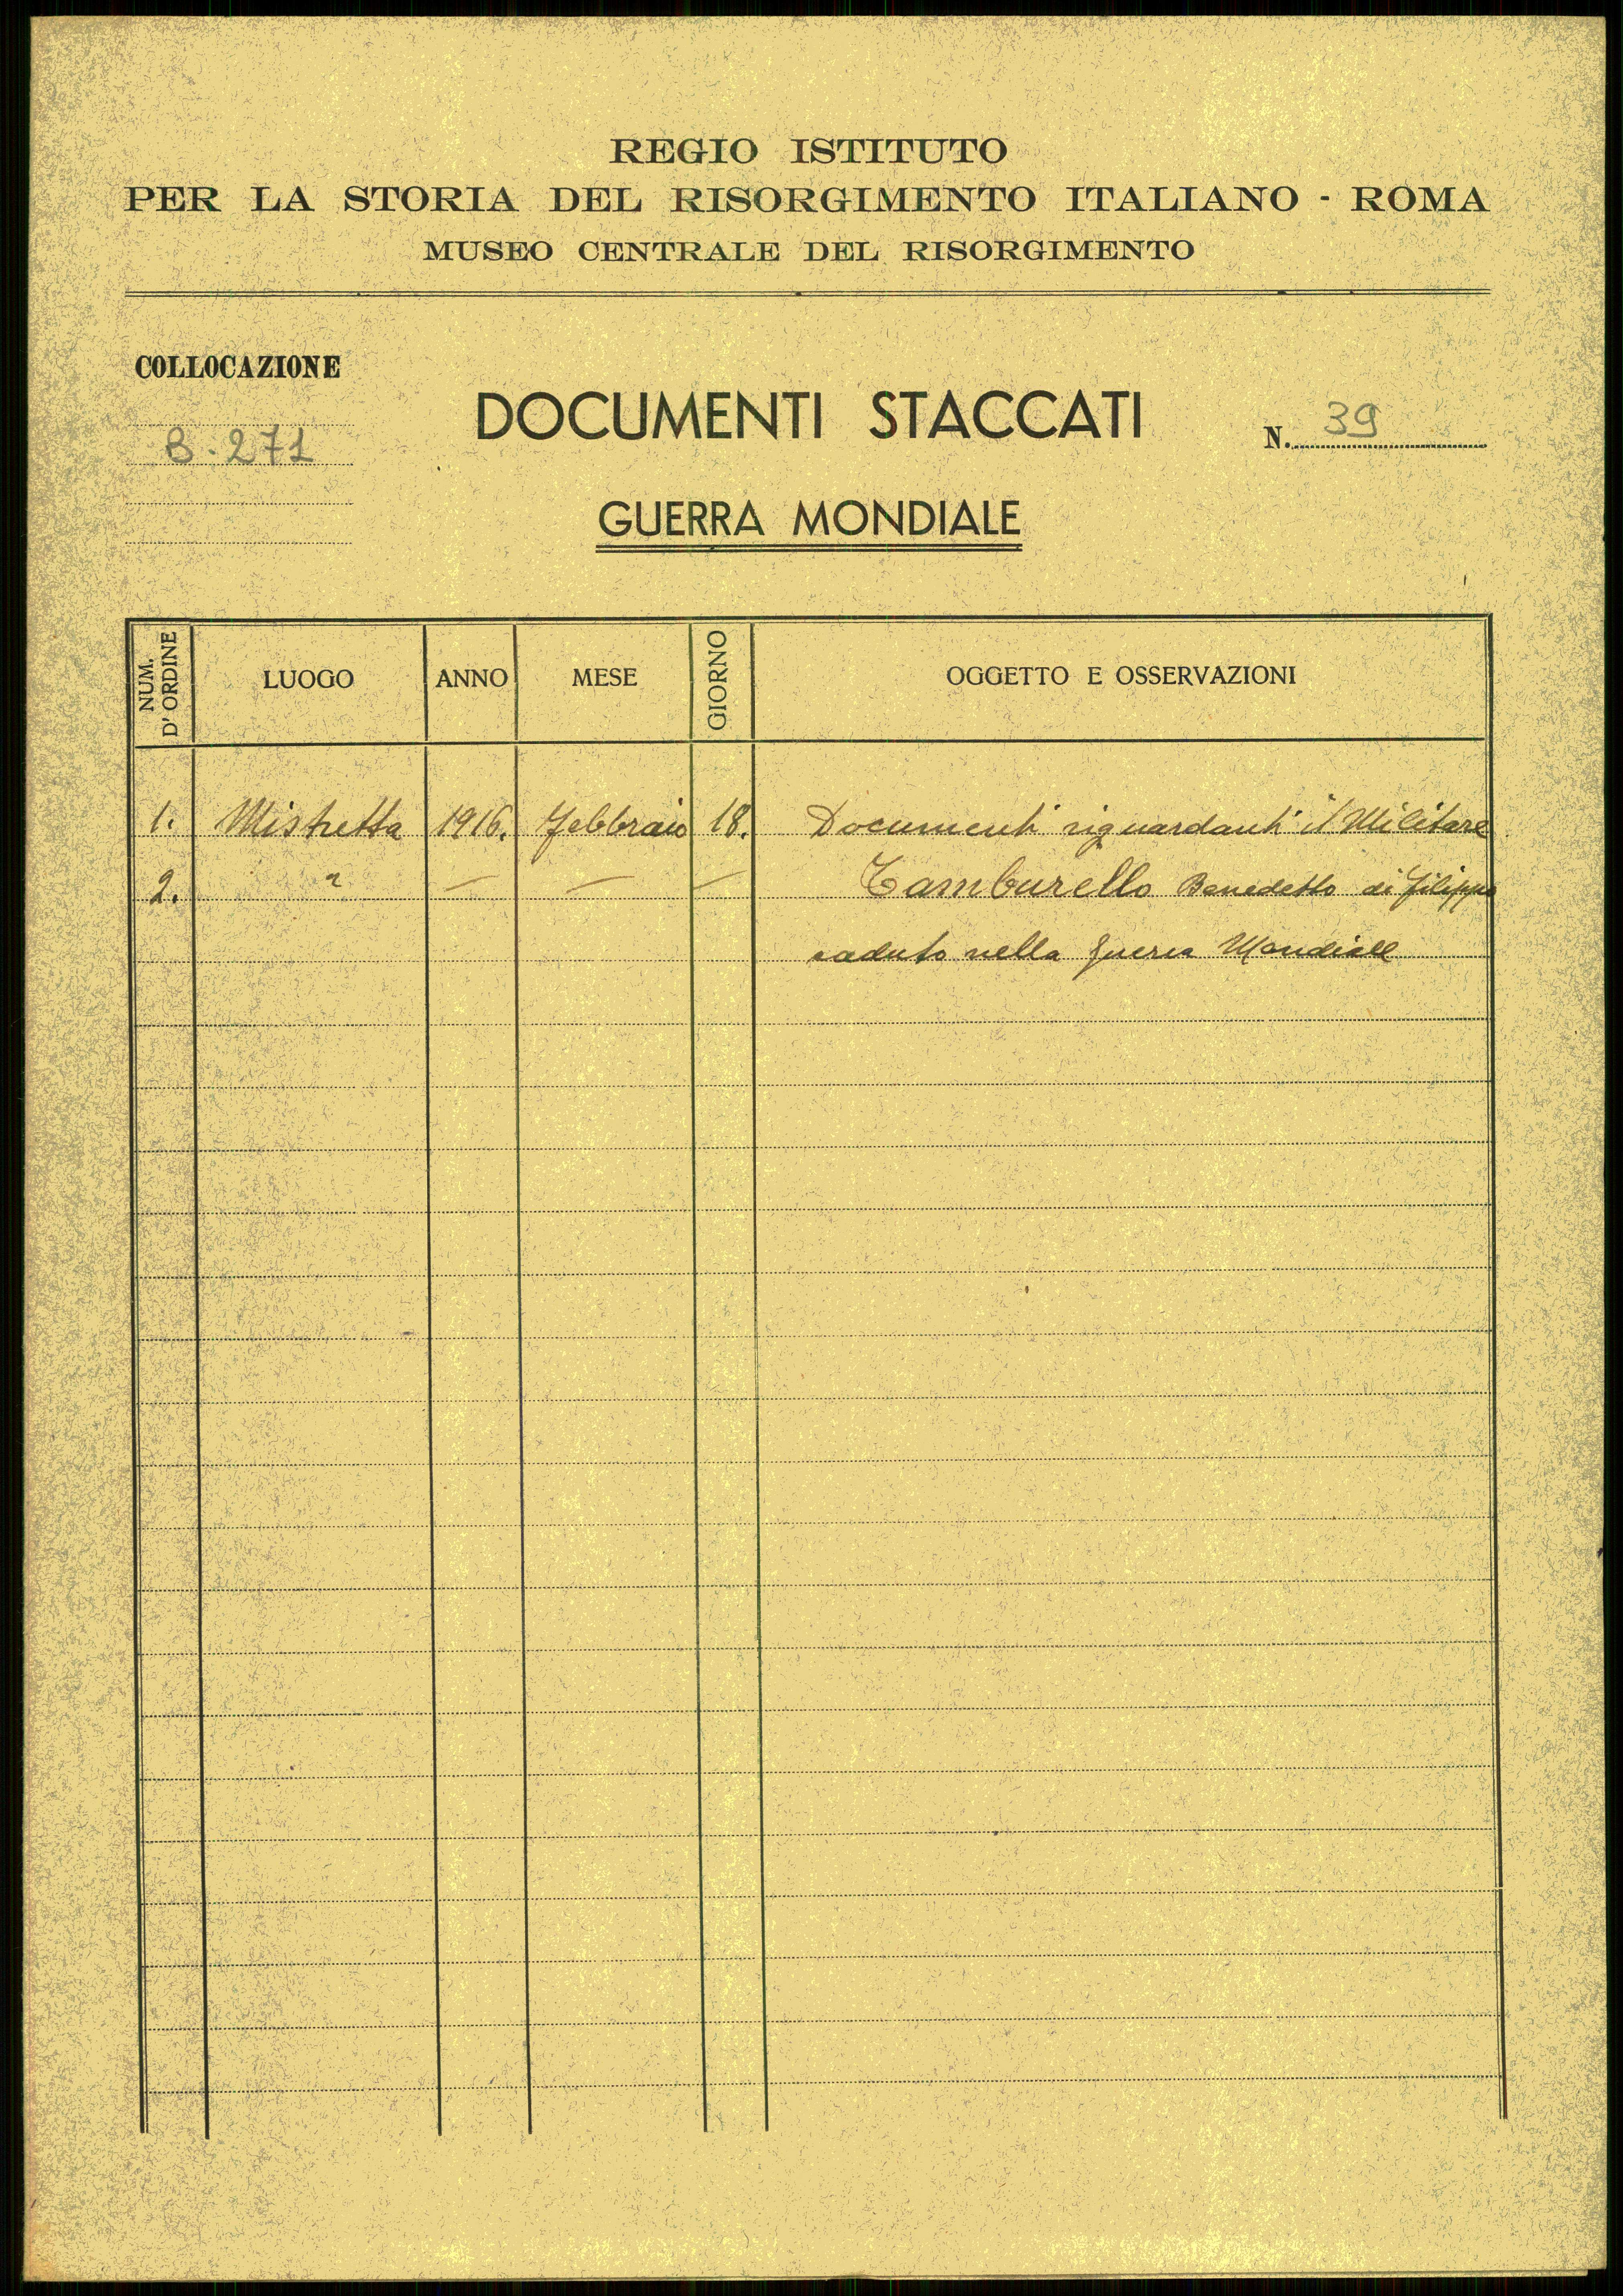 REGIO ISTITUTO
PER LA STORIA DEL RISORGIMENTO ITALIANO - ROMA
MUSEO CENTRALE DEL RISORGIMENTO
COLLOCAZIONE
B. 271
DOCUMENTI STACCATI
N. 39
GUERRA MONDIALE
NUM. D' ORDINE LUOGO ANNO MESE GIORNO OGGETTO E OSSERVAZIONI
1. Mistretta 1916. Febbraio 18. Documenti riguardanti il Militare
2. " — — — Tamburello Benedetto di Filippo
caduto nella guerra Mondiale